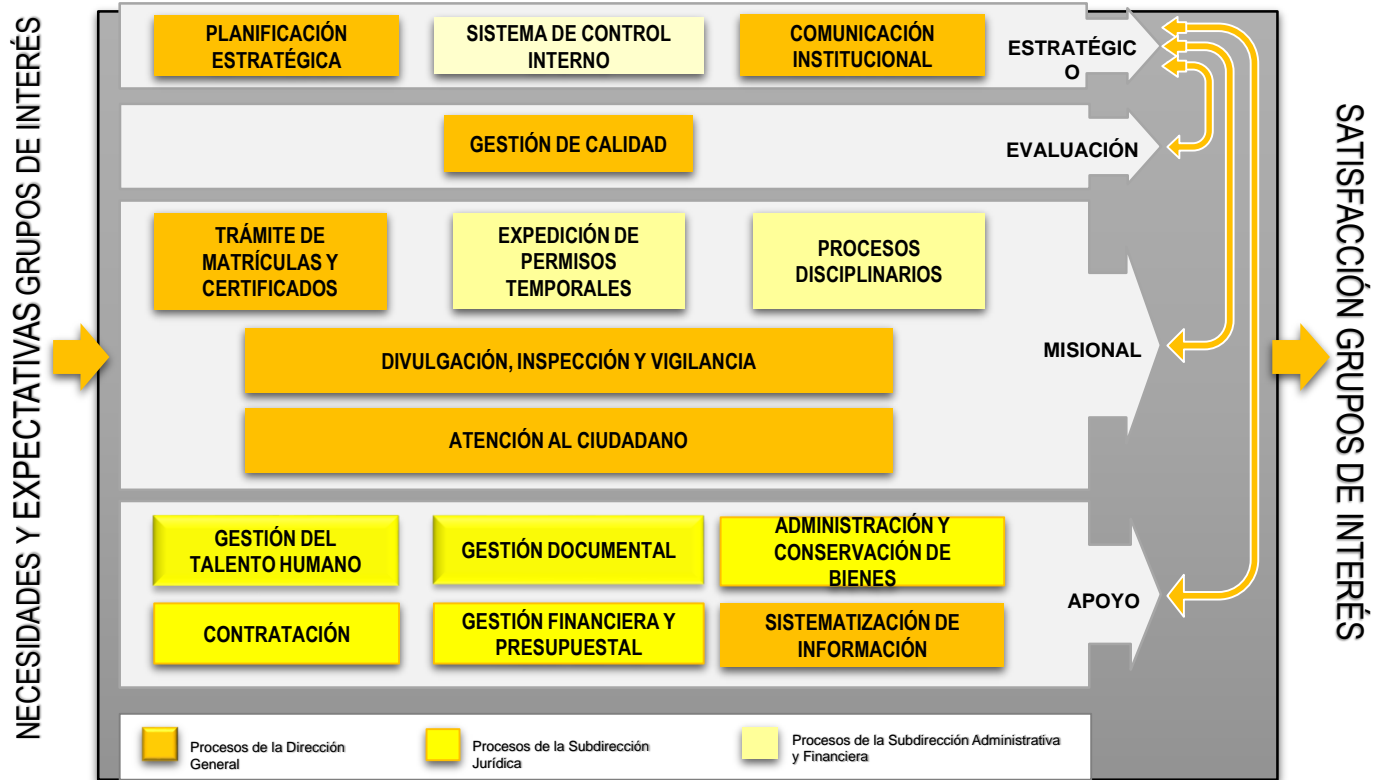 NECESIDADES Y EXPECTATIVAS GRUPOS DE INTERÉS
PLANIFICACIÓN
ESTRATÉGICA
SISTEMA DE CONTROL
INTERNO
COMUNICACIÓN
INSTITUCIONAL
ESTRATÉGIC
O
GESTIÓN DE CALIDAD
EVALUACIÓN
TRÁMITE DE
MATRÍCULAS Y
CERTIFICADOS
EXPEDICIÓN DE
PERMISOS
TEMPORALES
PROCESOS
DISCIPLINARIOS
DIVULGACIÓN, INSPECCIÓN Y VIGILANCIA
MISIONAL
ATENCIÓN AL CIUDADANO
GESTIÓN DEL
TALENTO HUMANO
GESTIÓN DOCUMENTAL
ADMINISTRACIÓN Y
CONSERVACIÓN DE
BIENES
CONTRATACIÓN
GESTIÓN FINANCIERA Y
PRESUPUESTAL
SISTEMATIZACIÓN DE
INFORMACIÓN
APOYO
SATISFACCIÓN GRUPOS DE INTERÉS
Procesos de la Dirección
General
Procesos de la Subdirección
Jurídica
Procesos de la Subdirección Administrativa
y Financiera